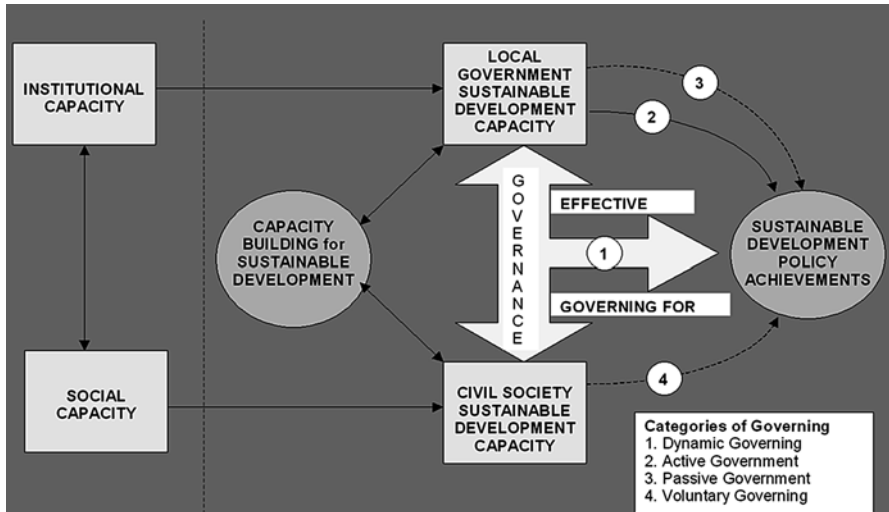 INSTITUTIONAL
CAPACITY
SOCIAL
CAPACITY
CAPACITY
BUILDING for
SUSTAINABLE
DEVELOPMENT
LOCAL
GOVERNMENT
SUSTAINABLE
DEVELOPMENT
CAPACITY
GOVERNANCE
EFFECTIVE
GOVERNING FOR
CIVIL SOCIETY
SUSTAINABLE
DEVELOPMENT
CAPACITY
3
2
1
4
SUSTAINABLE
DEVELOPMENT
POLICY
ACHIEVEMENTS
Categories of Governing
1. Dynamic Governing
2. Active Government
3. Passive Government
4. Voluntary Governing